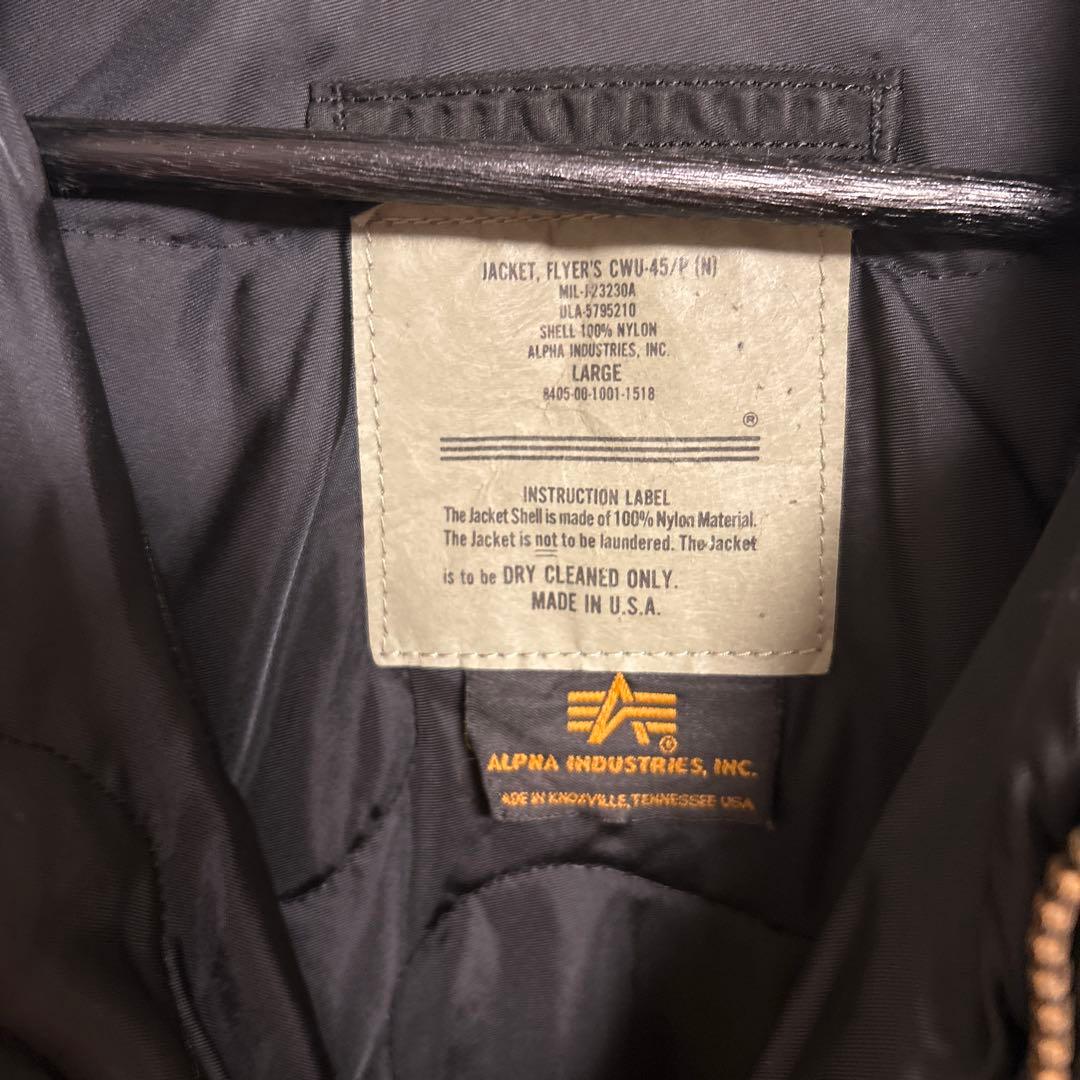 JACKET, FLYER'S CWU-45/P (N)
MIL-J-23230A
DLA-5795210
SHELL 100% NYLON
ALPHA INDUSTRIES, INC.
LARGE
8405-00-1001-1518
®
INSTRUCTION LABEL
The Jacket Shell is made of 100% Nylon Material.
The Jacket is not to be laundered. The Jacket
is to be DRY CLEANED ONLY.
MADE IN U.S.A.
®
ALPHA INDUSTRIES, INC.
MADE IN KNOXVILLE, TENNESSEE USA